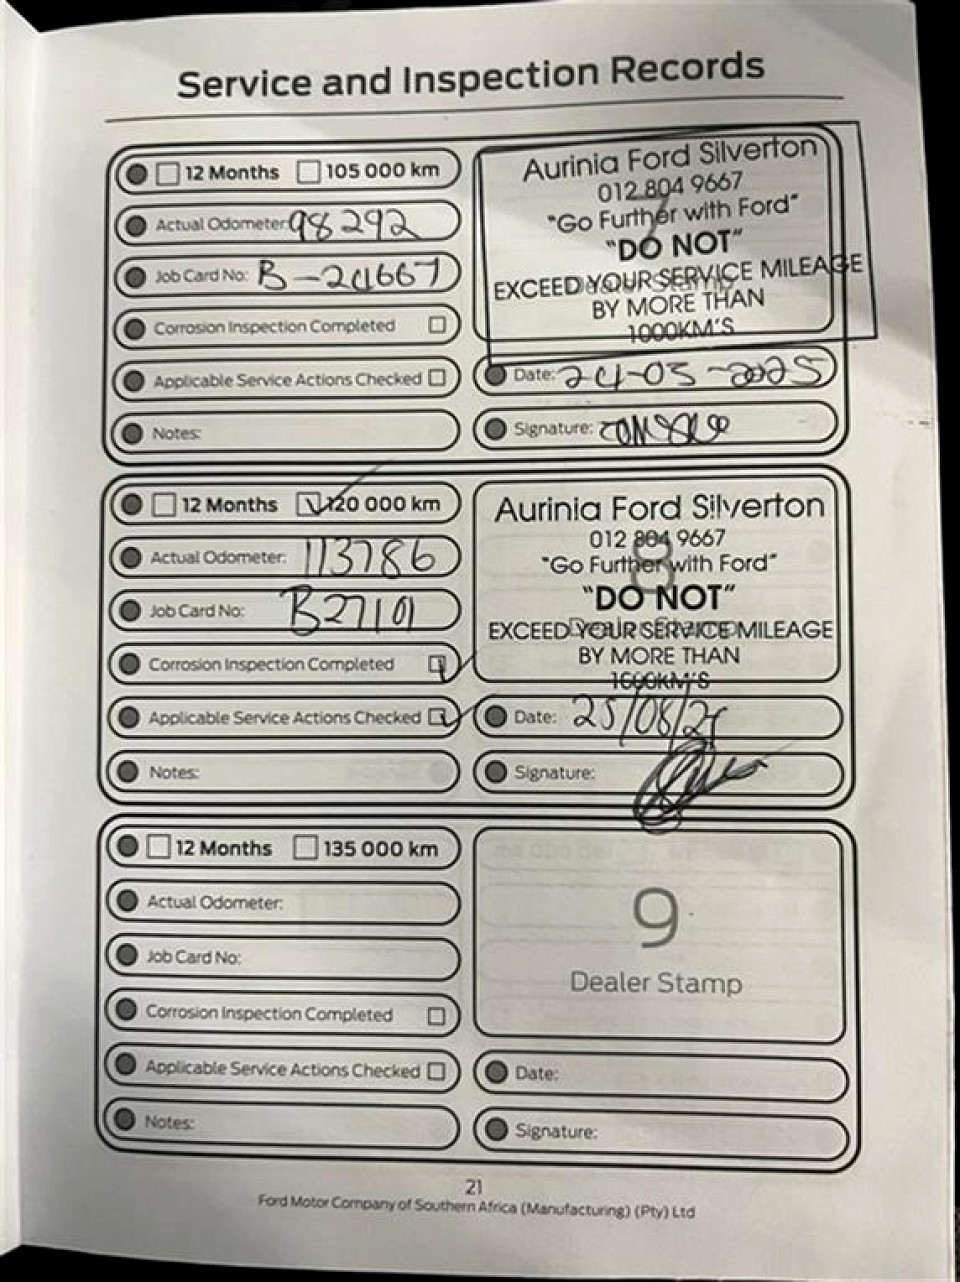 Service and Inspection Records
12 Months 105 000 km
Actual Odometer: 98292
Job Card No:
Corrosion Inspection Completed
Applicable Service Actions Checked
Notes:
Aurinia Ford Silverton
012 804 9667
"Go Further with Ford"
"DO NOT"
EXCEED YOUR SERVICE MILEAGE
BY MORE THAN
1000KM'S
Date:
Signature:
12 Months 120 000 km
Actual Odometer: 113786
Job Card No: B27101
Corrosion Inspection Completed
Applicable Service Actions Checked
Notes:
8
Aurinia Ford Silverton
012 804 9667
"Go Further with Ford"
"DO NOT"
EXCEED YOUR SERVICE MILEAGE
BY MORE THAN
1000KM'S
Date:
Signature:
12 Months 135 000 km
Actual Odometer:
Job Card No:
Corrosion Inspection Completed
Applicable Service Actions Checked
Notes:
9
Dealer Stamp
Date:
Signature:
21
Ford Motor Company of Southern Africa (Manufacturing) (Pty) Ltd